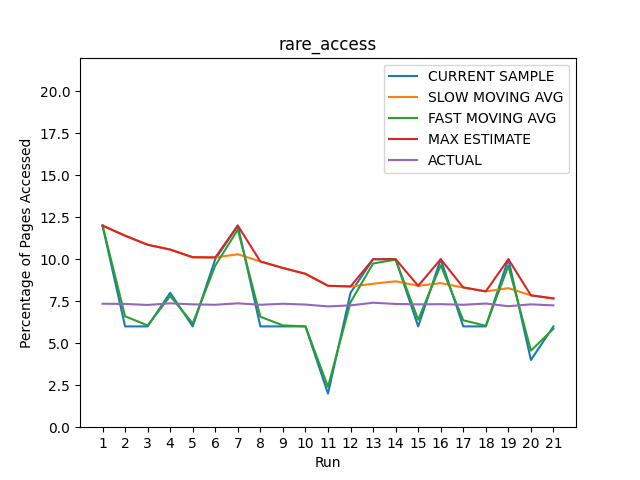 rare_access
CURRENT SAMPLE
SLOW MOVING AVG
FAST MOVING AVG
MAX ESTIMATE
ACTUAL
Percentage of Pages Accessed
20.0
17.5
15.0
12.5
10.0
7.5
5.0
2.5
0.0
1 2 3 4 5 6 7 8 9 10 11 12 13 14 15 16 17 18 19 20 21
Run